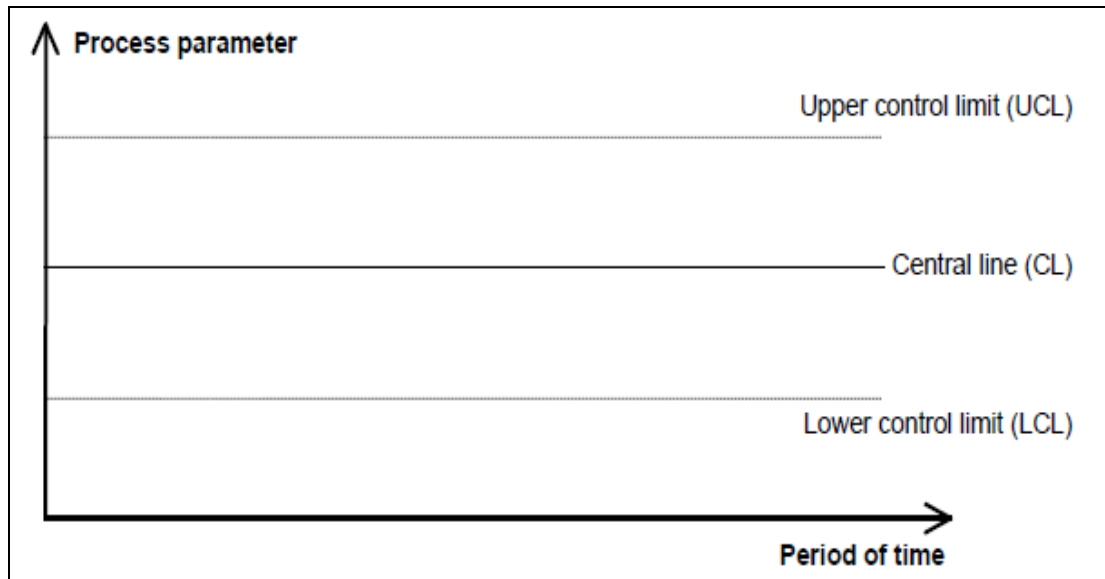 Process parameter
Upper control limit (UCL)
Central line (CL)
Lower control limit (LCL)
Period of time